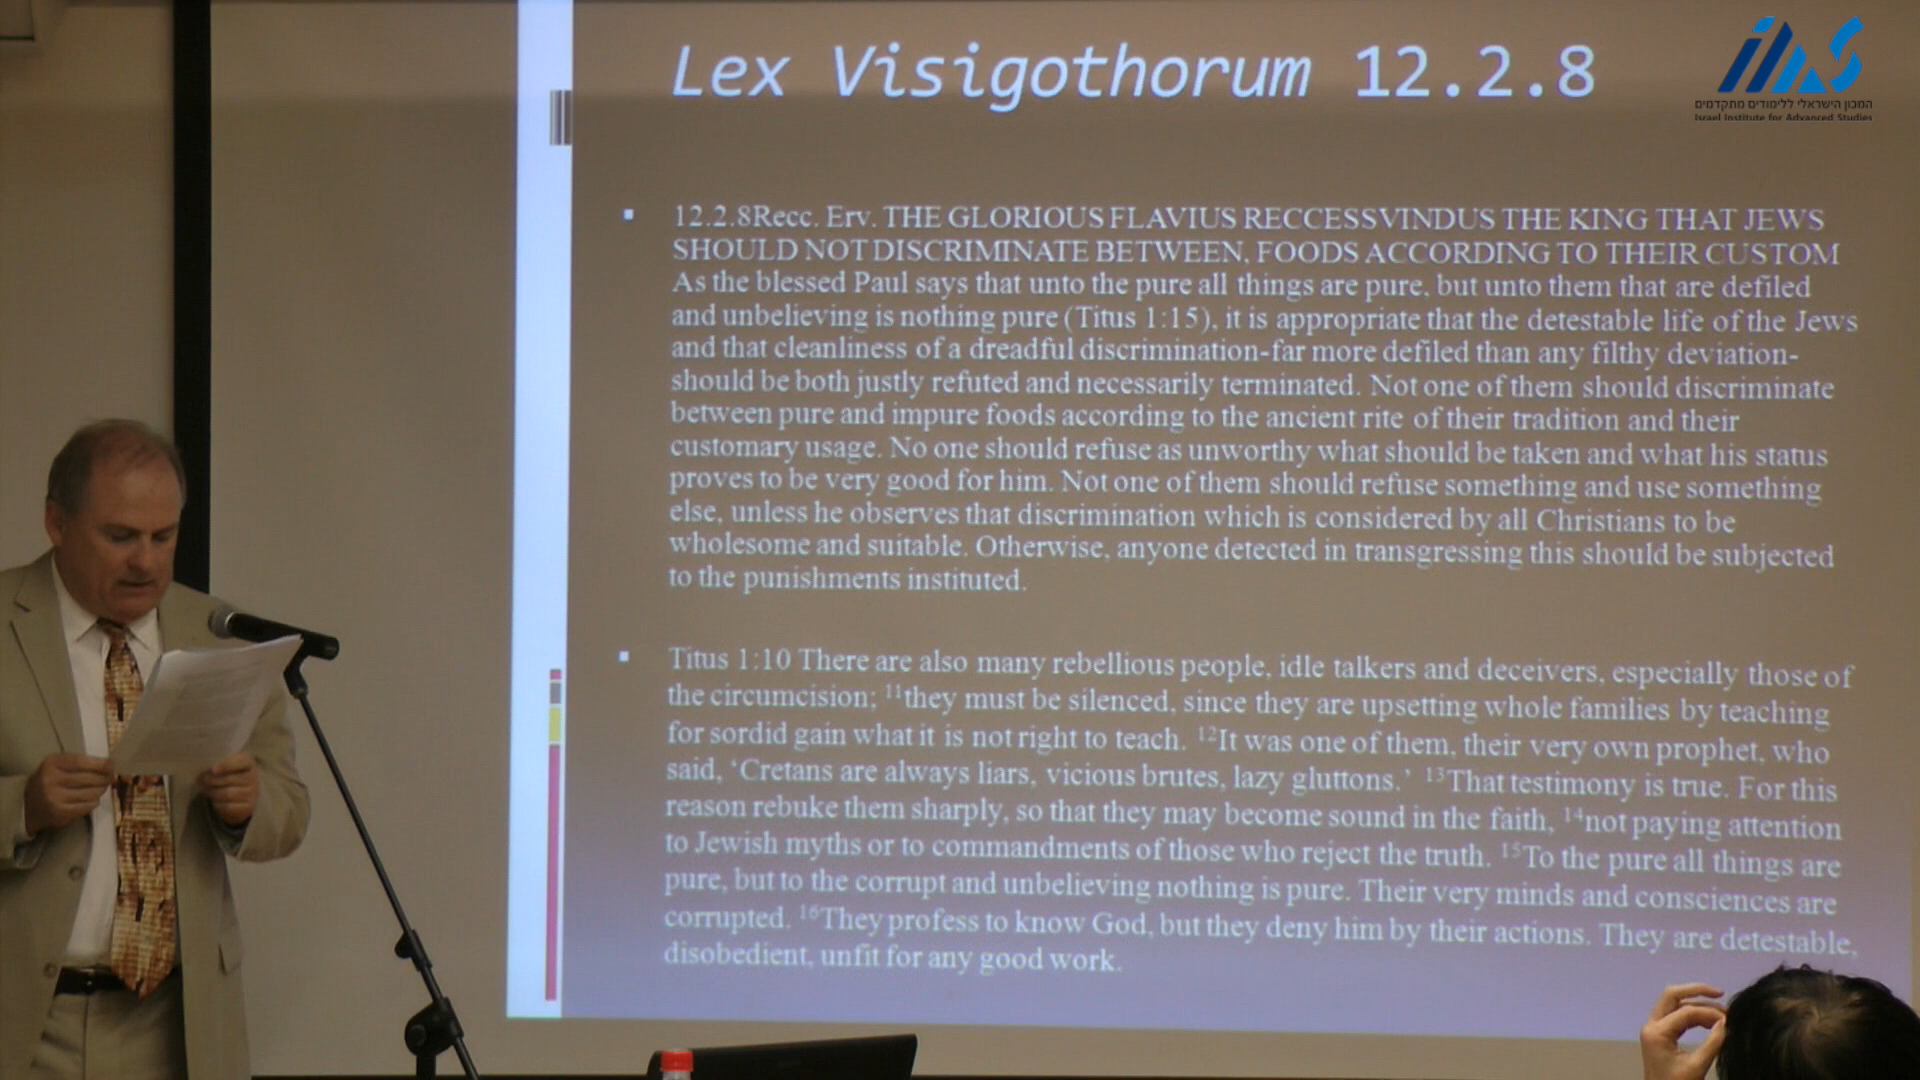 Lex Visigothorum 12.2.8
המכון הישראלי ללימודים מתקדמים
Israel Institute for Advanced Studies
12.2.8Recc. Erv. THE GLORIOUS FLAVIUS RECCESSVINDUS THE KING THAT JEWS
SHOULD NOT DISCRIMINATE BETWEEN, FOODS ACCORDING TO THEIR CUSTOM
As the blessed Paul says that unto the pure all things are pure, but unto them that are defiled
and unbelieving is nothing pure (Titus 1:15), it is appropriate that the detestable life of the Jews
and that cleanliness of a dreadful discrimination-far more defiled than any filthy deviation-
should be both justly refuted and necessarily terminated. Not one of them should discriminate
between pure and impure foods according to the ancient rite of their tradition and their
customary usage. No one should refuse as unworthy what should be taken and what his status
proves to be very good for him. Not one of them should refuse something and use something
else, unless he observes that discrimination which is considered by all Christians to be
wholesome and suitable. Otherwise, anyone detected in transgressing this should be subjected
to the punishments instituted.
Titus 1:10 There are also many rebellious people, idle talkers and deceivers, especially those of
the circumcision; 11they must be silenced, since they are upsetting whole families by teaching
for sordid gain what it is not right to teach. 12It was one of them, their very own prophet, who
said, ‘Cretans are always liars, vicious brutes, lazy gluttons.’ 13That testimony is true. For this
reason rebuke them sharply, so that they may become sound in the faith, 14not paying attention
to Jewish myths or to commandments of those who reject the truth. 15To the pure all things are
pure, but to the corrupt and unbelieving nothing is pure. Their very minds and consciences are
corrupted. 16They profess to know God, but they deny him by their actions. They are detestable,
disobedient, unfit for any good work.